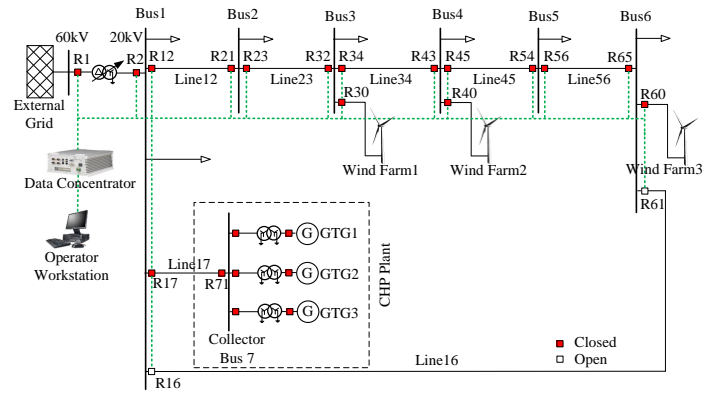 Bus1
Bus2
Bus3
Bus4
Bus5
Bus6
60kV
20kV
R1
R2
R12
R21
R23
R32
R34
R43
R45
R54
R56
R65
Line12
Line23
Line34
Line45
Line56
External
Grid
R30
R40
R60
Wind Farm1
Wind Farm2
Wind Farm3
R61
Data Concentrator
Operator
Workstation
Line17
R17
R71
G
GTG1
G
GTG2
G
GTG3
CHP Plant
Collector
Bus 7
Line16
R16
Closed
Open